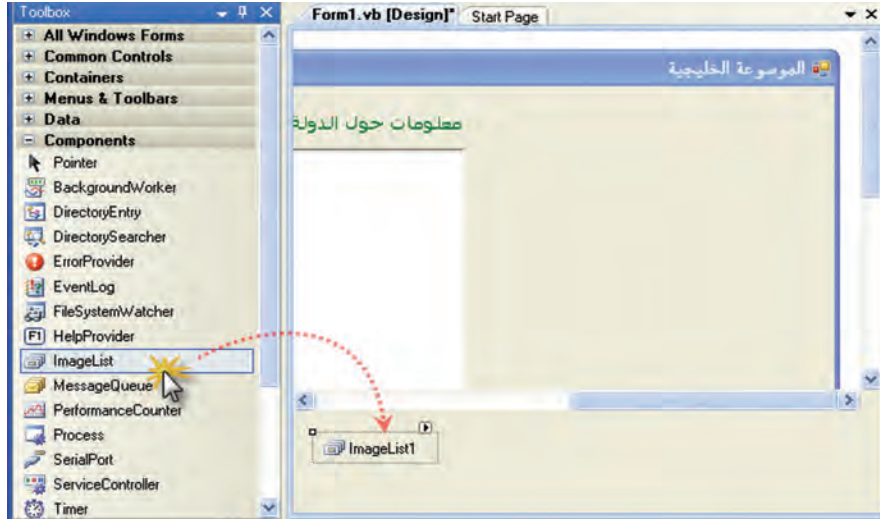 Toolbox
All Windows Forms
Common Controls
Containers
Menus & Toolbars
Data
Components
Pointer
BackgroundWorker
DirectoryEntry
DirectorySearcher
ErrorProvider
EventLog
FileSystemWatcher
F1 HelpProvider
ImageList
MessageQueue
PerformanceCounter
Process
SerialPort
ServiceController
Timer
Form1.vb [Design]* Start Page
الموسوعة الخليجية
معلومات حول الدولة
ImageList1